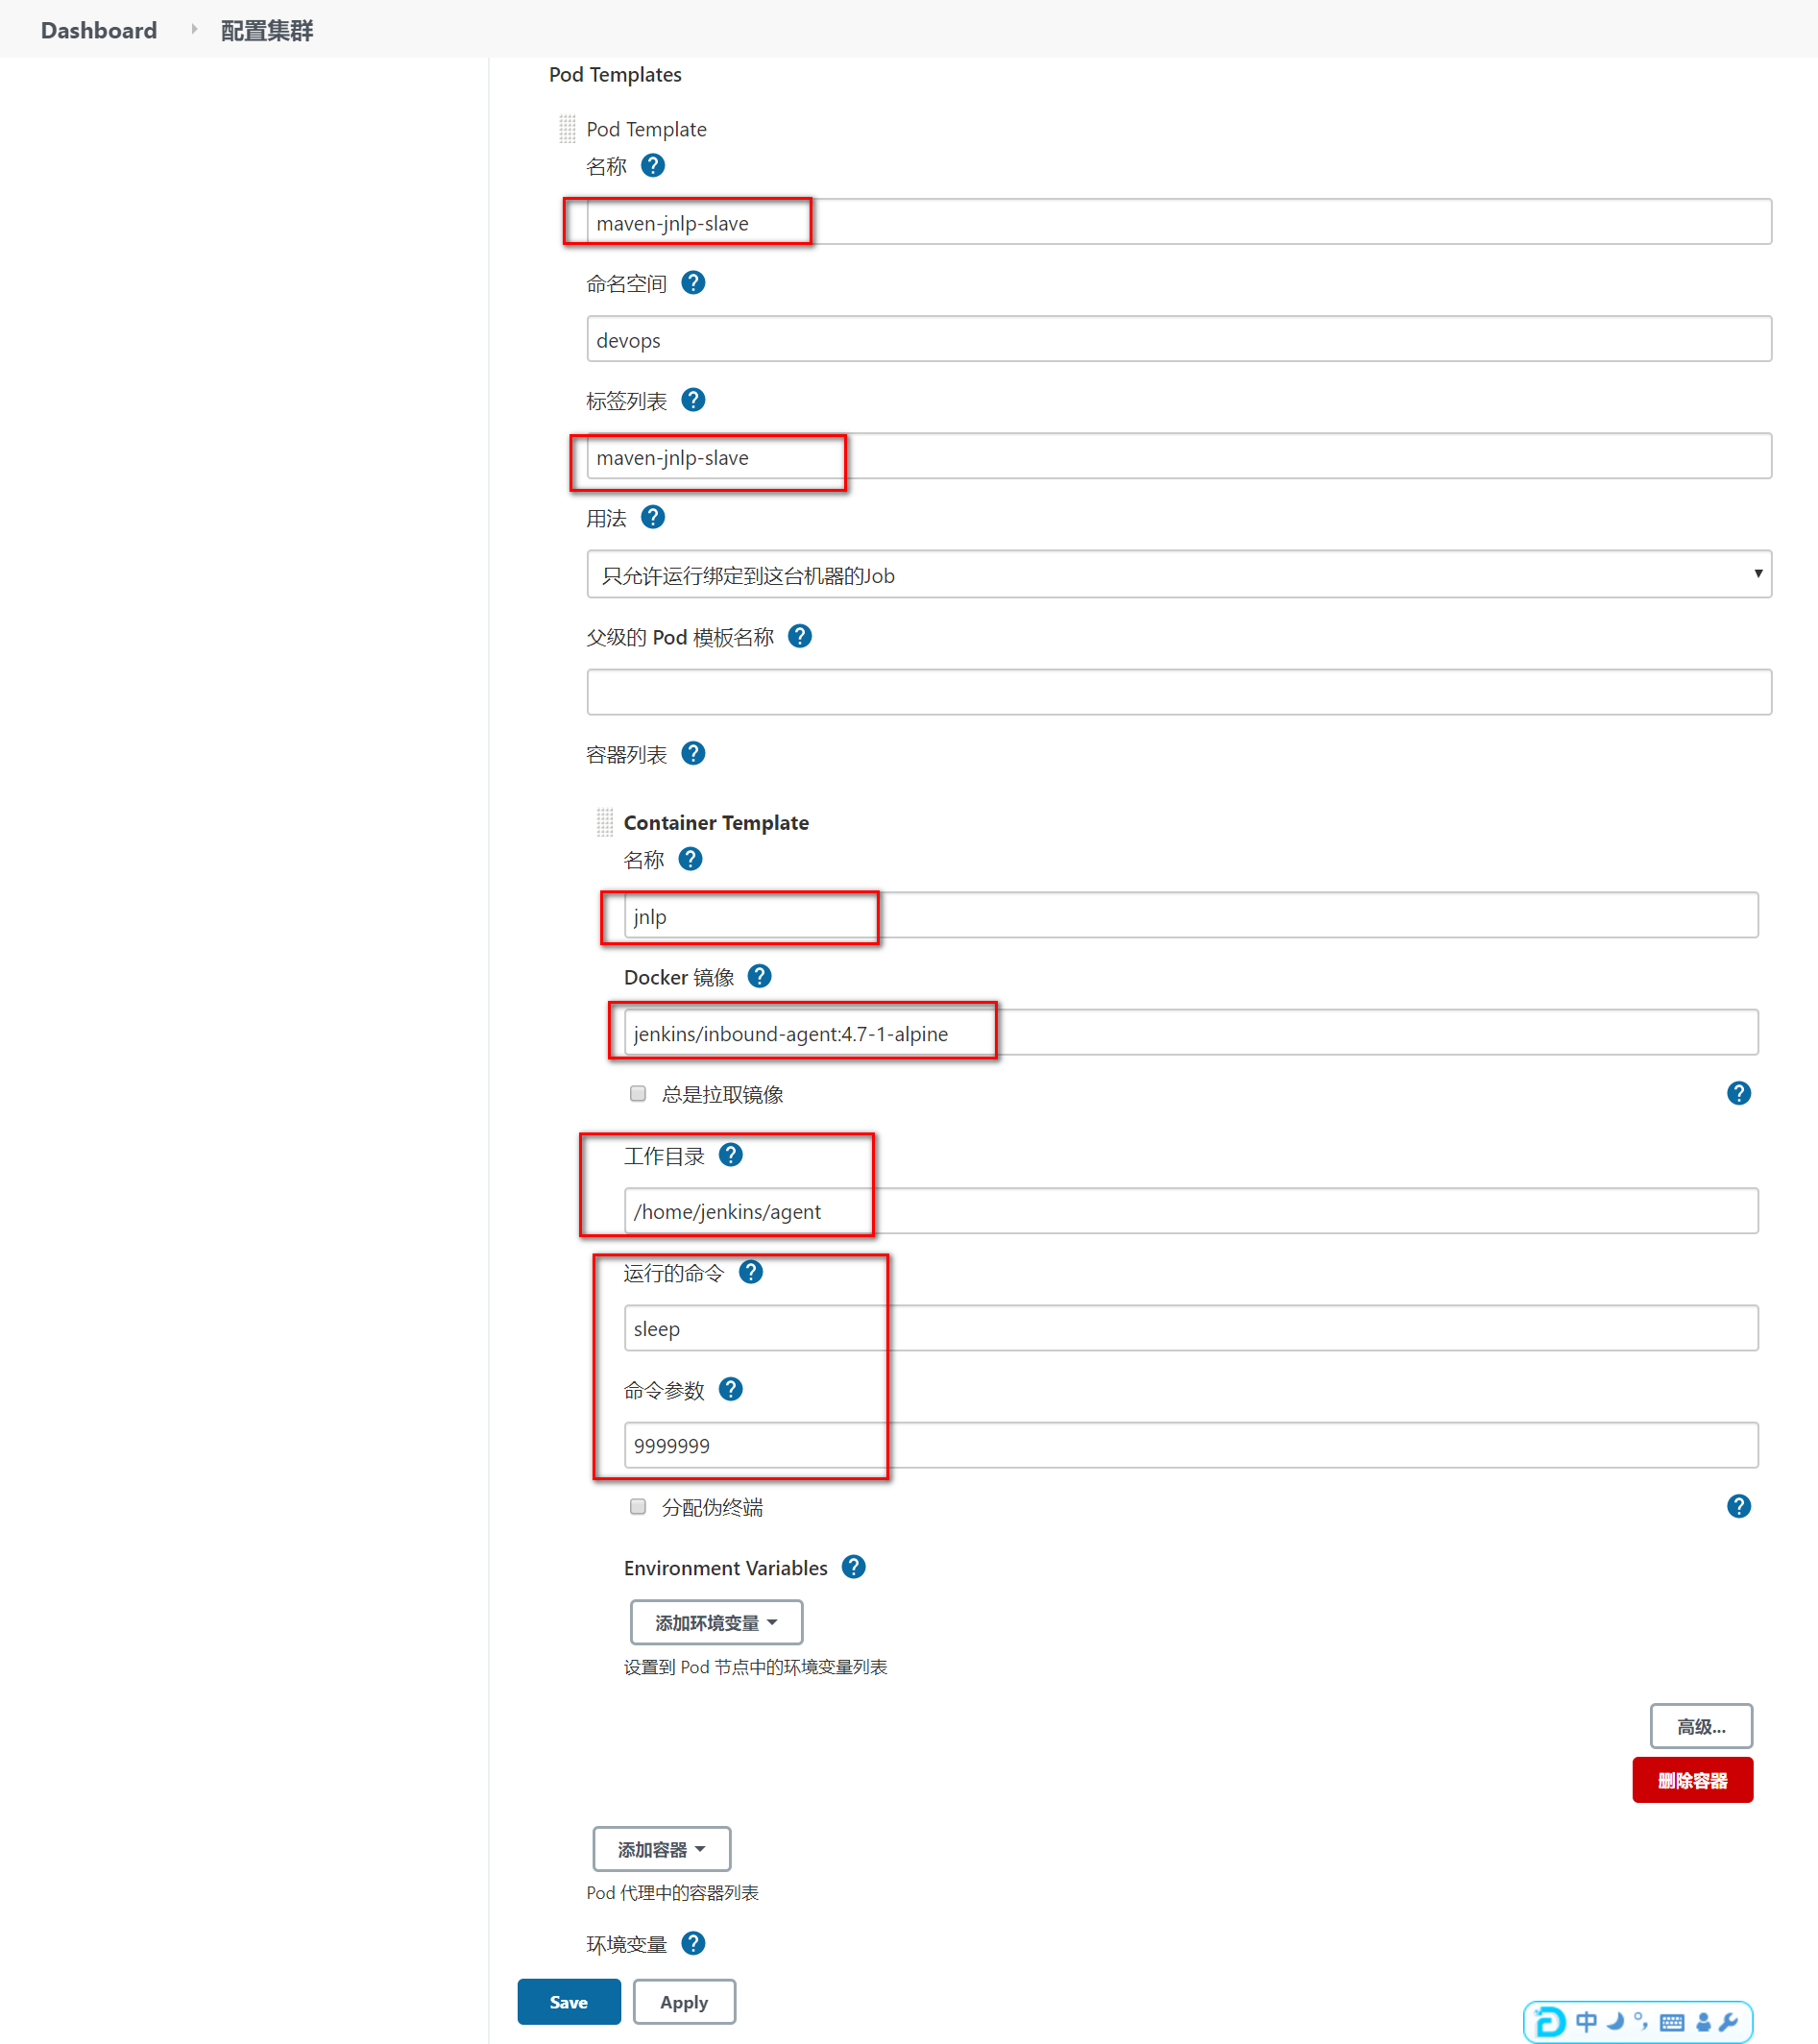 Dashboard 配置集群
Pod Templates
Pod Template
名称
maven-jnlp-slave
命名空间
devops
标签列表
maven-jnlp-slave
用法
只允许运行绑定到这台机器的Job
父级的 Pod 模板名称
容器列表
Container Template
名称
jnlp
Docker 镜像
jenkins/inbound-agent:4.7-1-alpine
总是拉取镜像
工作目录
/home/jenkins/agent
运行的命令
sleep
命令参数
9999999
分配伪终端
Environment Variables
添加环境变量
设置到 Pod 节点中的环境变量列表
高级...
删除容器
添加容器
Pod 代理中的容器列表
环境变量
Save Apply
中